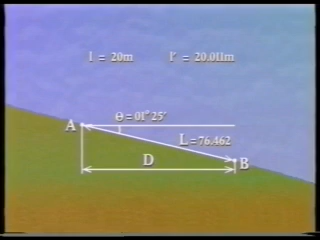 l = 20m l' = 20.011m
A θ = 01° 25'
L = 76.462
D B